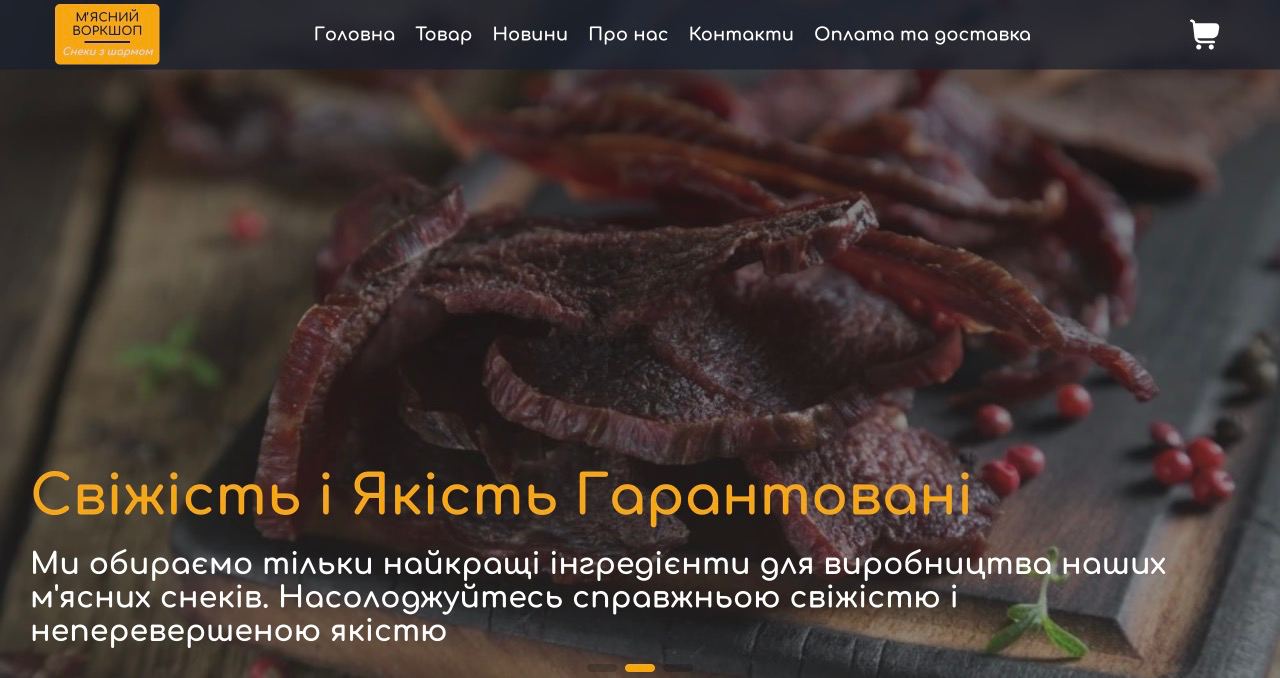 М'ЯСНИЙ
ВОРКШОП
Снеки з шармом
Головна Товар Новини Про нас Контакти Оплата та доставка
Свіжість і Якість Гарантовані
Ми обираємо тільки найкращі інгредієнти для виробництва наших
м'ясних снеків. Насолоджуйтесь справжньою свіжістю і
неперевершеною якістю